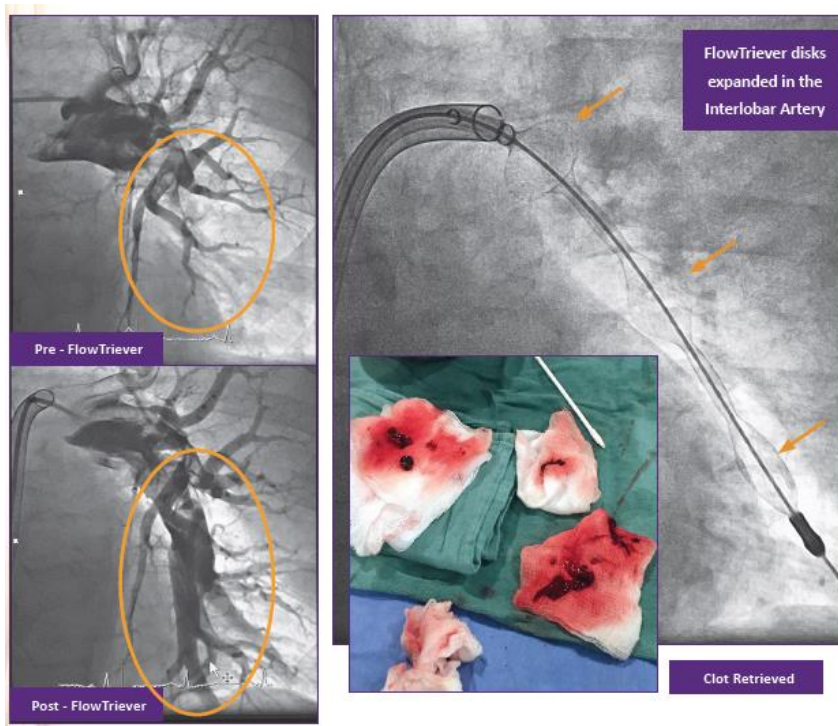 Pre - FlowTriever
Post - FlowTriever
FlowTriever disks
expanded in the
Interlobar Artery
Clot Retrieved